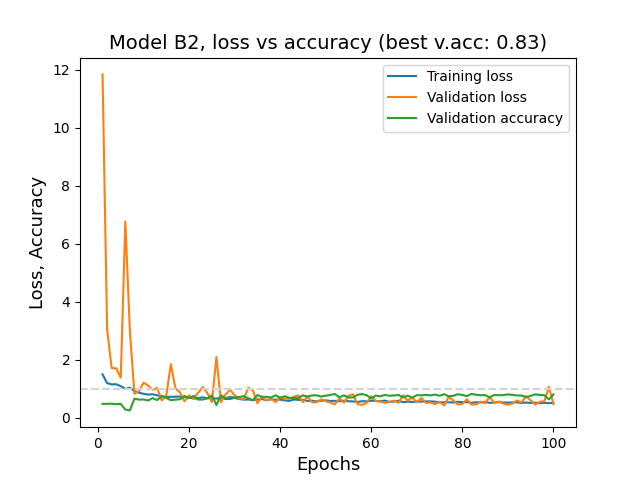 Model B2, loss vs accuracy (best v.acc: 0.83)
Training loss
Validation loss
Validation accuracy
Loss, Accuracy
12
10
8
6
4
2
0
0 20 40 60 80 100
Epochs